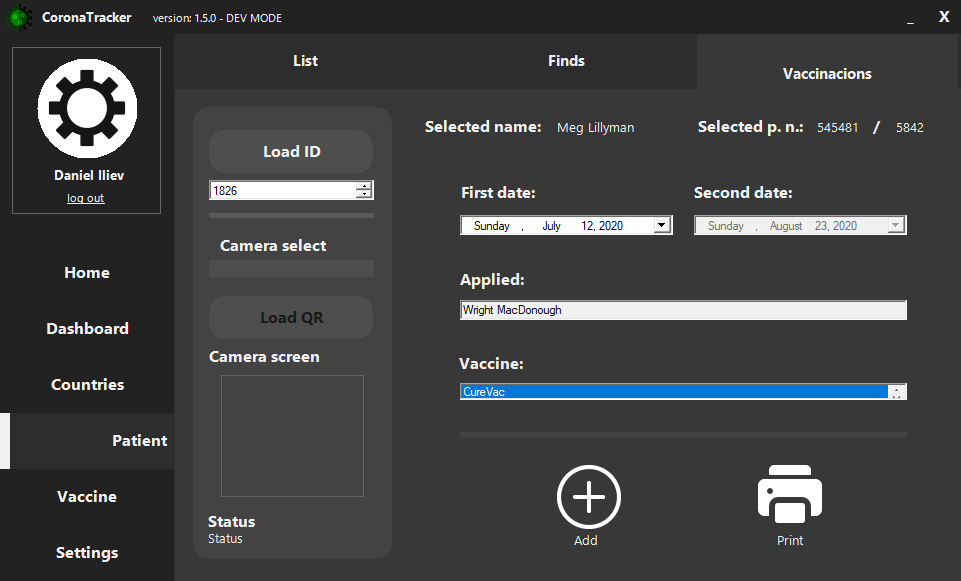 CoronaTracker version: 1.5.0 - DEV MODE _ X
Daniel Iliev
log out
Home
Dashboard
Countries
Patient
Vaccine
Settings
List Finds Vaccinacions
Load ID
1826
Camera select
Load QR
Camera screen
Status
Status
Selected name: Meg Lillyman Selected p. n.: 545481 / 5842
First date: Second date:
Sunday , July 12, 2020 Sunday , August 23, 2020
Applied:
Wright MacDonough
Vaccine:
CureVac
Add Print